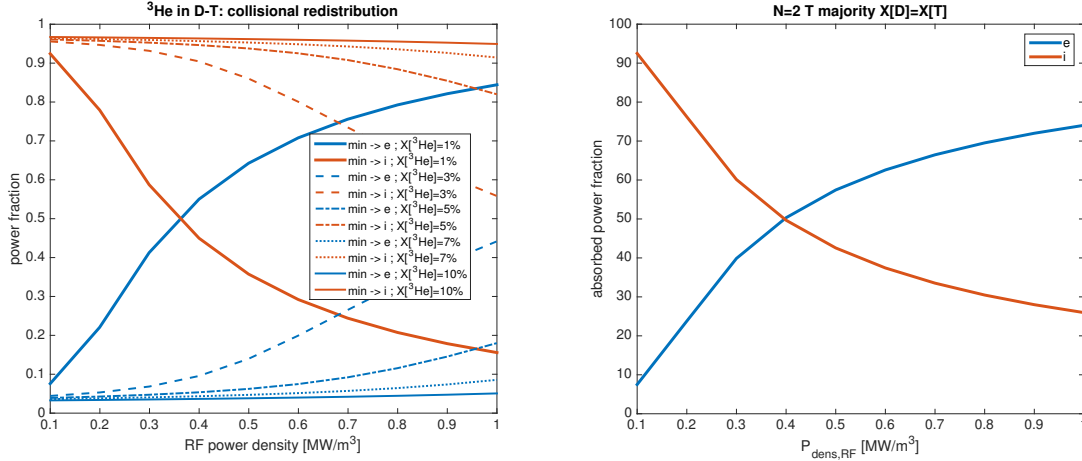 ³He in D-T: collisional redistribution
1
0.9
0.8
0.7
0.6
0.5
0.4
0.3
0.2
0.1
0
power fraction
min -> e ; X[³He]=1%
min -> i ; X[³He]=1%
min -> e ; X[³He]=3%
min -> i ; X[³He]=3%
min -> e ; X[³He]=5%
min -> i ; X[³He]=5%
min -> e ; X[³He]=7%
min -> i ; X[³He]=7%
min -> e ; X[³He]=10%
min -> i ; X[³He]=10%
0.1 0.2 0.3 0.4 0.5 0.6 0.7 0.8 0.9 1
RF power density [MW/m³]
N=2 T majority X[D]=X[T]
100
90
80
70
60
50
40
30
20
10
0
absorbed power fraction
e
i
0.1 0.2 0.3 0.4 0.5 0.6 0.7 0.8 0.9 1
P_dens,RF [MW/m³]